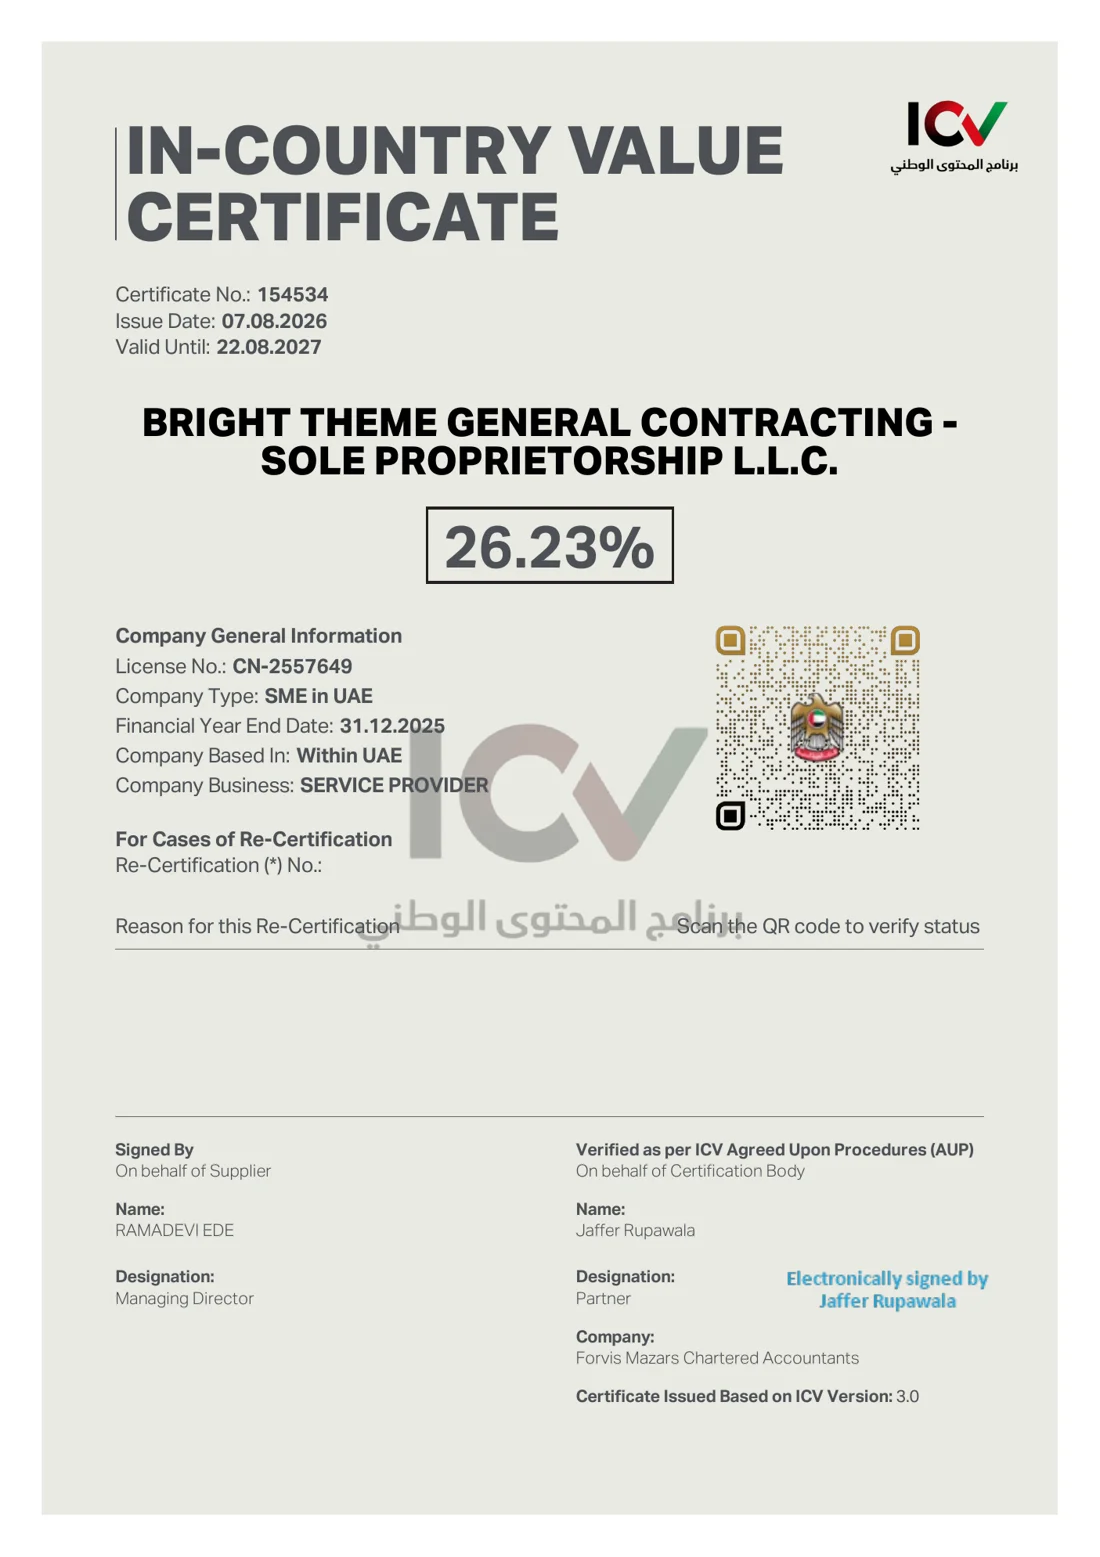 ICV
برنامج المحتوى الوطني
IN-COUNTRY VALUE
CERTIFICATE
Certificate No.: 154534
Issue Date: 07.08.2026
Valid Until: 22.08.2027
BRIGHT THEME GENERAL CONTRACTING -
SOLE PROPRIETORSHIP L.L.C.
26.23%
Company General Information
License No.: CN-2557649
Company Type: SME in UAE
Financial Year End Date: 31.12.2025
Company Based In: Within UAE
Company Business: SERVICE PROVIDER
ICV
برنامج المحتوى الوطني
For Cases of Re-Certification
Re-Certification (*) No.:
Reason for this Re-Certification
Scan the QR code to verify status
Signed By
On behalf of Supplier
Name:
RAMADEVI EDE
Designation:
Managing Director
Verified as per ICV Agreed Upon Procedures (AUP)
On behalf of Certification Body
Name:
Jaffer Rupawala
Designation:
Partner
Electronically signed by
Jaffer Rupawala
Company:
Forvis Mazars Chartered Accountants
Certificate Issued Based on ICV Version: 3.0